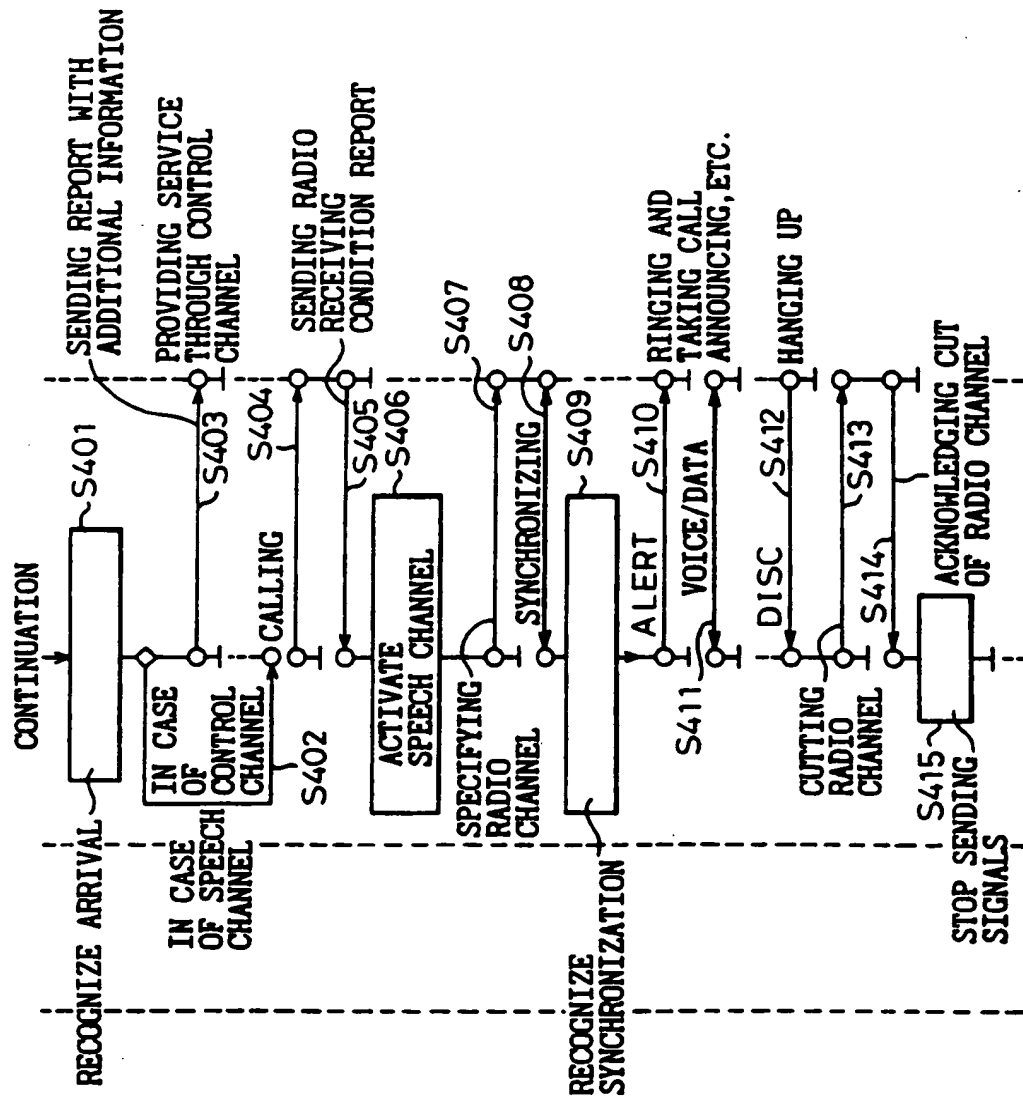 CONTINUATION
S401
RECOGNIZE ARRIVAL
SENDING REPORT WITH
ADDITIONAL INFORMATION
IN CASE
OF CONTROL
CHANNEL
IN CASE
OF SPEECH
CHANNEL
S402
S403
PROVIDING SERVICE
THROUGH CONTROL
CHANNEL
CALLING
S404
SENDING RADIO
RECEIVING
CONDITION REPORT
S405
S406
ACTIVATE
SPEECH CHANNEL
SPECIFYING
RADIO
CHANNEL
S407
SYNCHRONIZING
S408
S409
RECOGNIZE
SYNCHRONIZATION
ALERT
S410
RINGING AND
TAKING CALL
S411
VOICE/DATA
ANNOUNCING,ETC.
DISC
S412
HANGING UP
CUTTING
RADIO
CHANNEL
S413
S414
ACKNOWLEDGING CUT
OF RADIO CHANNEL
S415
STOP SENDING
SIGNALS